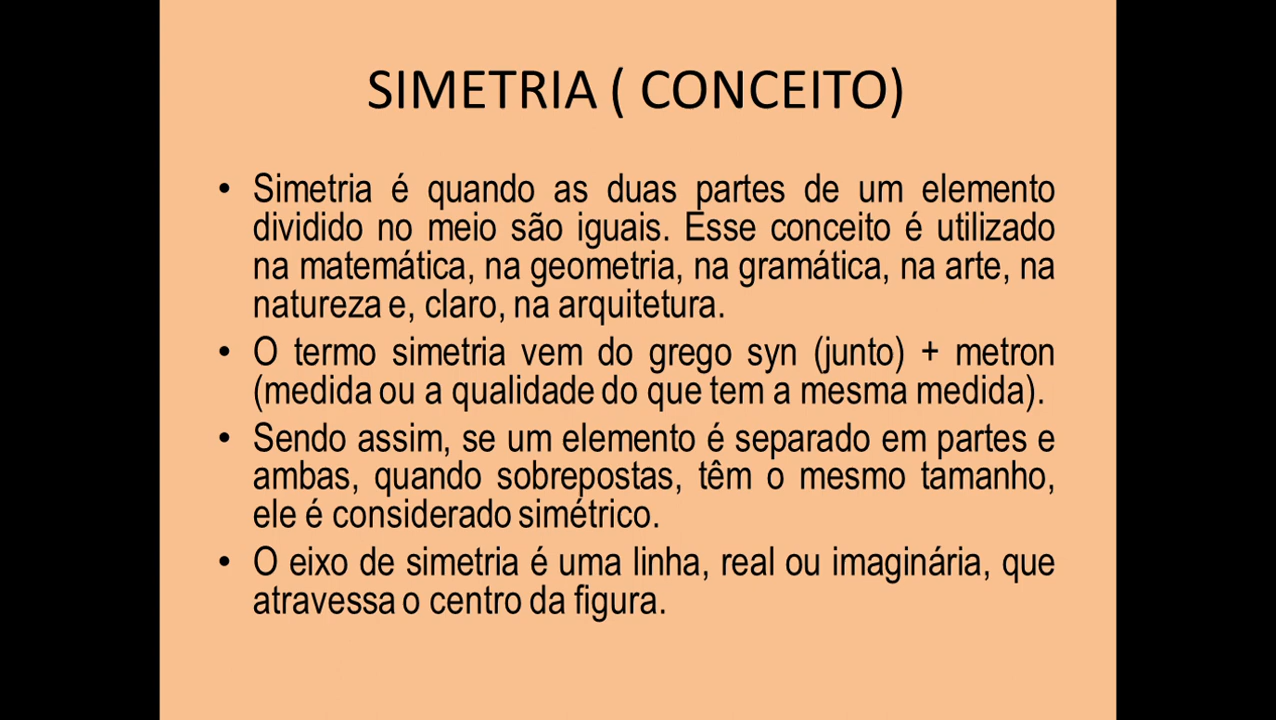 SIMETRIA ( CONCEITO)
• Simetria é quando as duas partes de um elemento
dividido no meio são iguais. Esse conceito é utilizado
na matemática, na geometria, na gramática, na arte, na
natureza e, claro, na arquitetura.
• O termo simetria vem do grego syn (junto) + metron
(medida ou a qualidade do que tem a mesma medida).
• Sendo assim, se um elemento é separado em partes e
ambas, quando sobrepostas, têm o mesmo tamanho,
ele é considerado simétrico.
• O eixo de simetria é uma linha, real ou imaginária, que
atravessa o centro da figura.